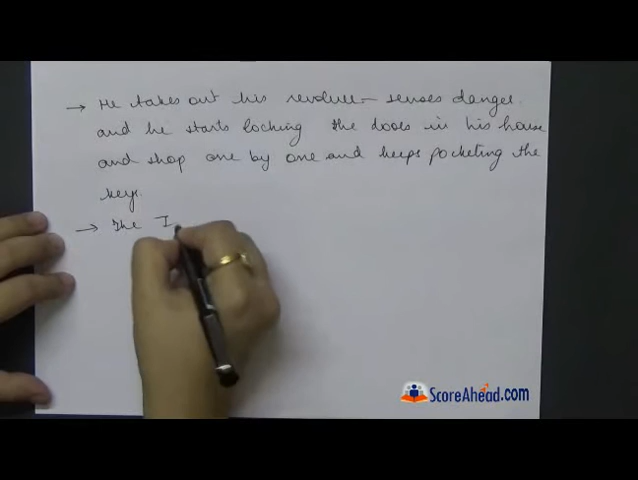 → He takes out his revolver - senses danger.
and he starts locking the doors in his house
and shop one by one and keeps pocketing the
keys.
→ The I
ScoreAhead.com